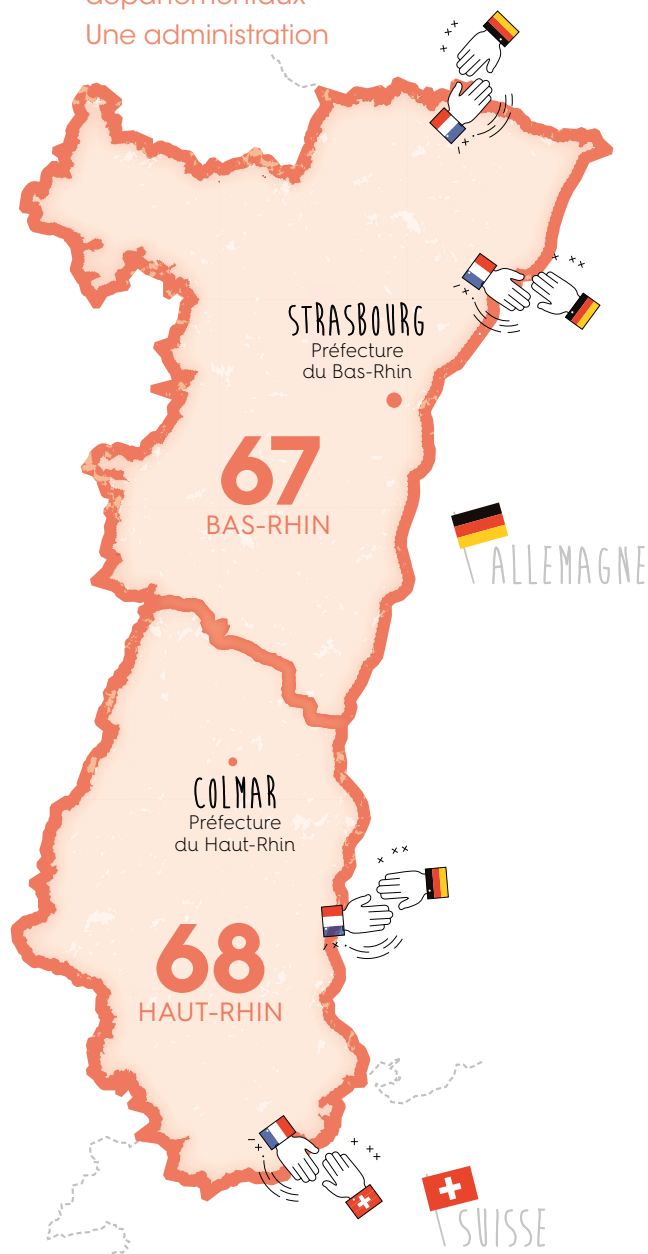 départementaux
Une administration
STRASBOURG
Préfecture
du Bas-Rhin
67
BAS-RHIN
ALLEMAGNE
COLMAR
Préfecture
du Haut-Rhin
68
HAUT-RHIN
SUISSE